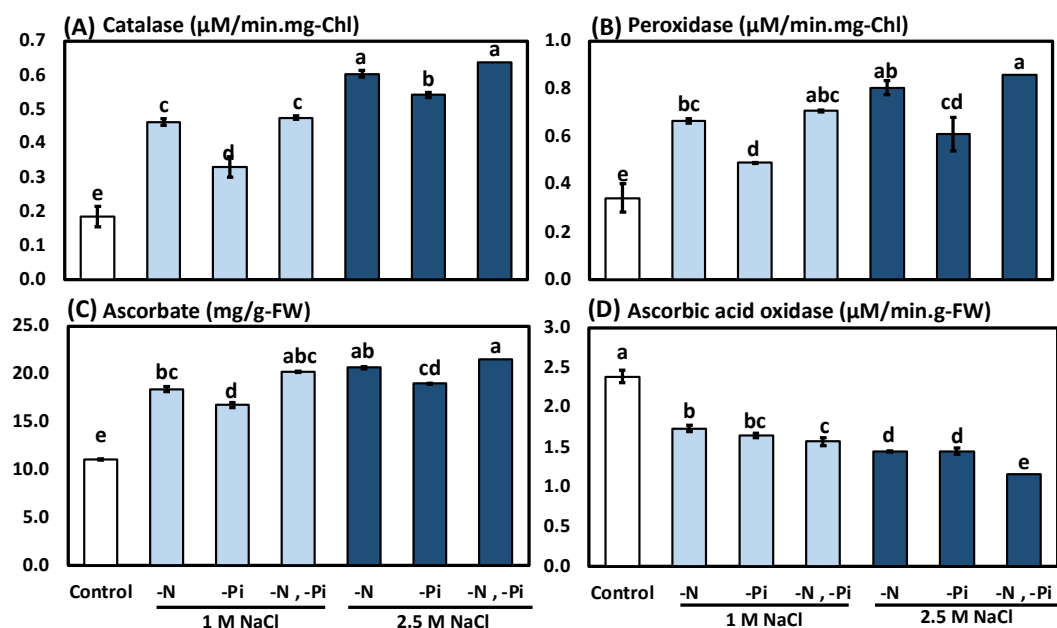 (A) Catalase (µM/min.mg-Chl)
0.7
0.6
0.5
0.4
0.3
0.2
0.1
0.0
e
c
d
c
a
b
a
(B) Peroxidase (µM/min.mg-Chl)
1.0
0.8
0.6
0.4
0.2
0.0
e
bc
d
abc
ab
cd
a
(C) Ascorbate (mg/g-FW)
25.0
20.0
15.0
10.0
5.0
0.0
e
bc
d
abc
ab
cd
a
Control -N -Pi -N , -Pi -N -Pi -N , -Pi
1 M NaCl 2.5 M NaCl
(D) Ascorbic acid oxidase (µM/min.g-FW)
3.0
2.5
2.0
1.5
1.0
0.5
0.0
a
b
bc
c
d
d
e
Control -N -Pi -N , -Pi -N -Pi -N , -Pi
1 M NaCl 2.5 M NaCl